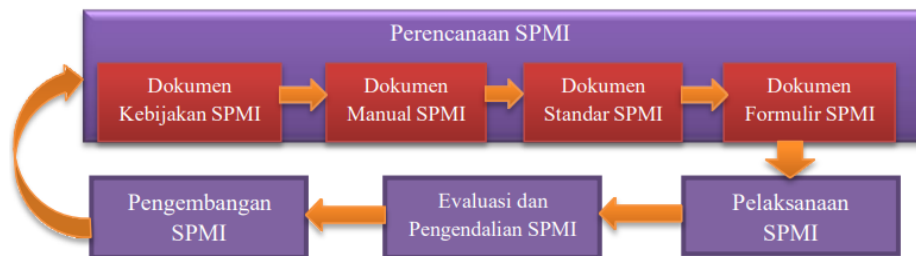 Perencanaan SPMI
Dokumen
Kebijakan SPMI
Dokumen
Manual SPMI
Dokumen
Standar SPMI
Dokumen
Formulir SPMI
Pengembangan
SPMI
Evaluasi dan
Pengendalian SPMI
Pelaksanaan
SPMI